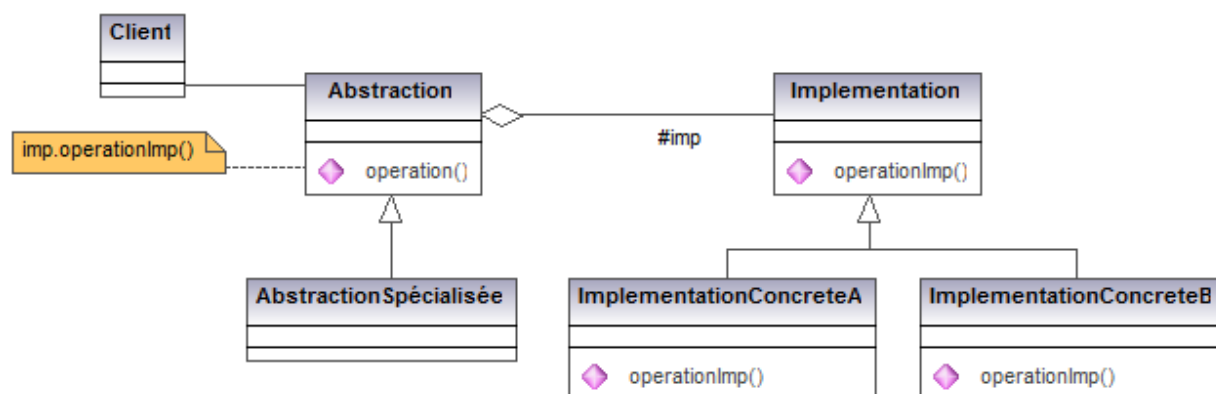 Client
Abstraction
Implementation
imp.operationImp()
#imp
operation()
operationImp()
AbstractionSpécialisée
ImplementationConcreteA
ImplementationConcreteB
operationImp()
operationImp()